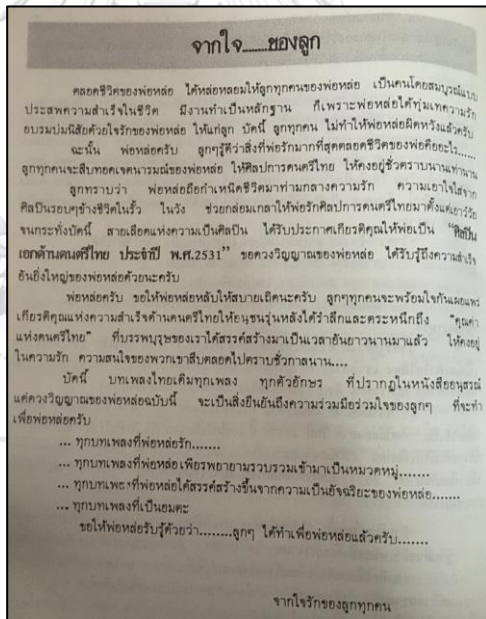 จากใจ.......ของลูก
ตลอดชีวิตของพ่อหล่อ ได้หล่อหลอมให้ลูกทุกคนของพ่อหล่อ เป็นคนโดยสมบูรณ์แบบ
ประสพความสำเร็จในชีวิต มีงานทำเป็นหลักฐาน ก็เพราะพ่อหล่อได้ทุ่มเทความรัก
อบรมบ่มนิสัยด้วยใจรักของพ่อหล่อ ให้แก่ลูก บัดนี้ ลูกทุกคน ไม่ทำให้พ่อหล่อผิดหวังแล้วครับ
ฉะนั้น พ่อหล่อครับ ลูกๆรู้ดีว่าสิ่งที่พ่อรักมากที่สุดตลอดชีวิตของพ่อคืออะไร......
ลูกทุกคนจะสืบทอดเจตนารมณ์ของพ่อหล่อ ให้ศิลปการดนตรีไทย ให้คงอยู่ชั่วตราบนานเท่านาน
ลูกทราบว่า พ่อหล่อถือกำเหนิดชีวิตมาท่ามกลางความรัก ความเอาใจใส่จาก
ศิลปินรอบๆข้างชีวิตในรั้ว ในวัง ช่วยกล่อมเกลาให้พ่อรักศิลปการดนตรีไทยมาตั้งแต่เยาว์วัย
จนกระทั่งบัดนี้ สายเลือดแห่งความเป็นศิลปิน ได้รับประกาศเกียรติคุณให้พ่อเป็น "ศิลปิน
เอกด้านดนตรีไทย ประจำปี พ.ศ.2531" ขอดวงวิญญาณของพ่อหล่อ ได้รับรู้ถึงความสำเร็จ
อันยิ่งใหญ่ของพ่อหล่อด้วยนะครับ
พ่อหล่อครับ ขอให้พ่อหล่อหลับให้สบายเถิดนะครับ ลูกๆทุกคนจะพร้อมใจกันเผยแพร่
เกียรติคุณแห่งความสำเร็จด้านดนตรีไทยให้อนุชนรุ่นหลังได้รำลึกและตระหนักถึง "คุณค่า
แห่งดนตรีไทย" ที่บรรพบุรุษของเราได้สรรค์สร้างมาเป็นเวลาอันยาวนานมาแล้ว ให้คงอยู่
ในความรัก ความสนใจของพวกเขาสืบตลอดไปตราบชั่วกาลนาน....
บัดนี้ บทเพลงไทยเดิมทุกเพลง ทุกตัวอักษร ที่ปรากฏในหนังสืออนุสรณ์
แด่ดวงวิญญาณของพ่อหล่อฉบับนี้ จะเป็นสิ่งยืนยันถึงความร่วมมือร่วมใจของลูกๆ ที่จะทำ
เพื่อพ่อหล่อครับ
... ทุกบทเพลงที่พ่อหล่อรัก.......
... ทุกบทเพลงที่พ่อหล่อเพียรพยายามรวบรวมเข้ามาเป็นหมวดหมู่.......
... ทุกบทเพลงที่พ่อหล่อได้สรรค์สร้างขึ้นจากความเป็นอัจฉริยะของพ่อหล่อ.......
... ทุกบทเพลงที่เป็นอมตะ
ขอให้พ่อหล่อรับรู้ด้วยว่า........ลูกๆ ได้ทำเพื่อพ่อหล่อแล้วครับ.......
จากใจรักของลูกทุกคน